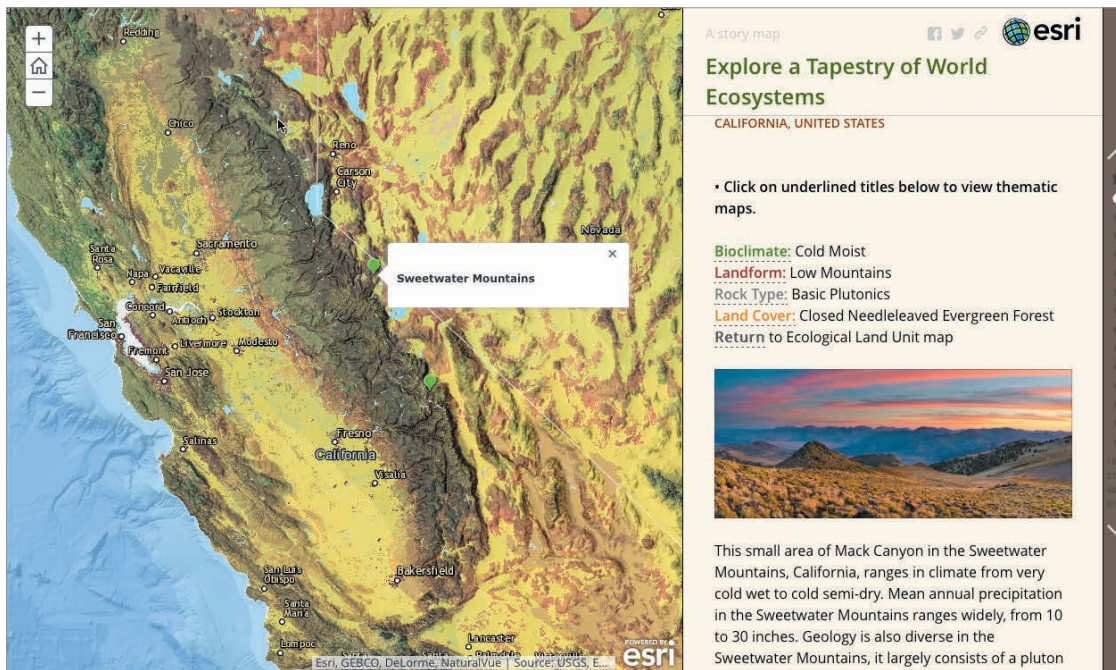 +
−
Redding
Chico
Reno
Carson
City
Nevada
Santa
Rosa
Sacramento
Napa
Vacaville
Fairfield
Concord
Antioch
Stockton
San
Francisco
Livermore
Modesto
Fremont
San Jose
Salinas
Fresno
California
Visalia
San Luis
Obispo
Bakersfield
Santa
Maria
Lompoc
Lancaster
×
Sweetwater Mountains
POWERED BY
esri
Esri, GEBCO, DeLorme, NaturalVue | Source: USGS, E...
A story map
esri
Explore a Tapestry of World
Ecosystems
CALIFORNIA, UNITED STATES
• Click on underlined titles below to view thematic
maps.
Bioclimate: Cold Moist
Landform: Low Mountains
Rock Type: Basic Plutonics
Land Cover: Closed Needleleaved Evergreen Forest
Return to Ecological Land Unit map
This small area of Mack Canyon in the Sweetwater
Mountains, California, ranges in climate from very
cold wet to cold semi-dry. Mean annual precipitation
in the Sweetwater Mountains ranges widely, from 10
to 30 inches. Geology is also diverse in the
Sweetwater Mountains, it largely consists of a pluton